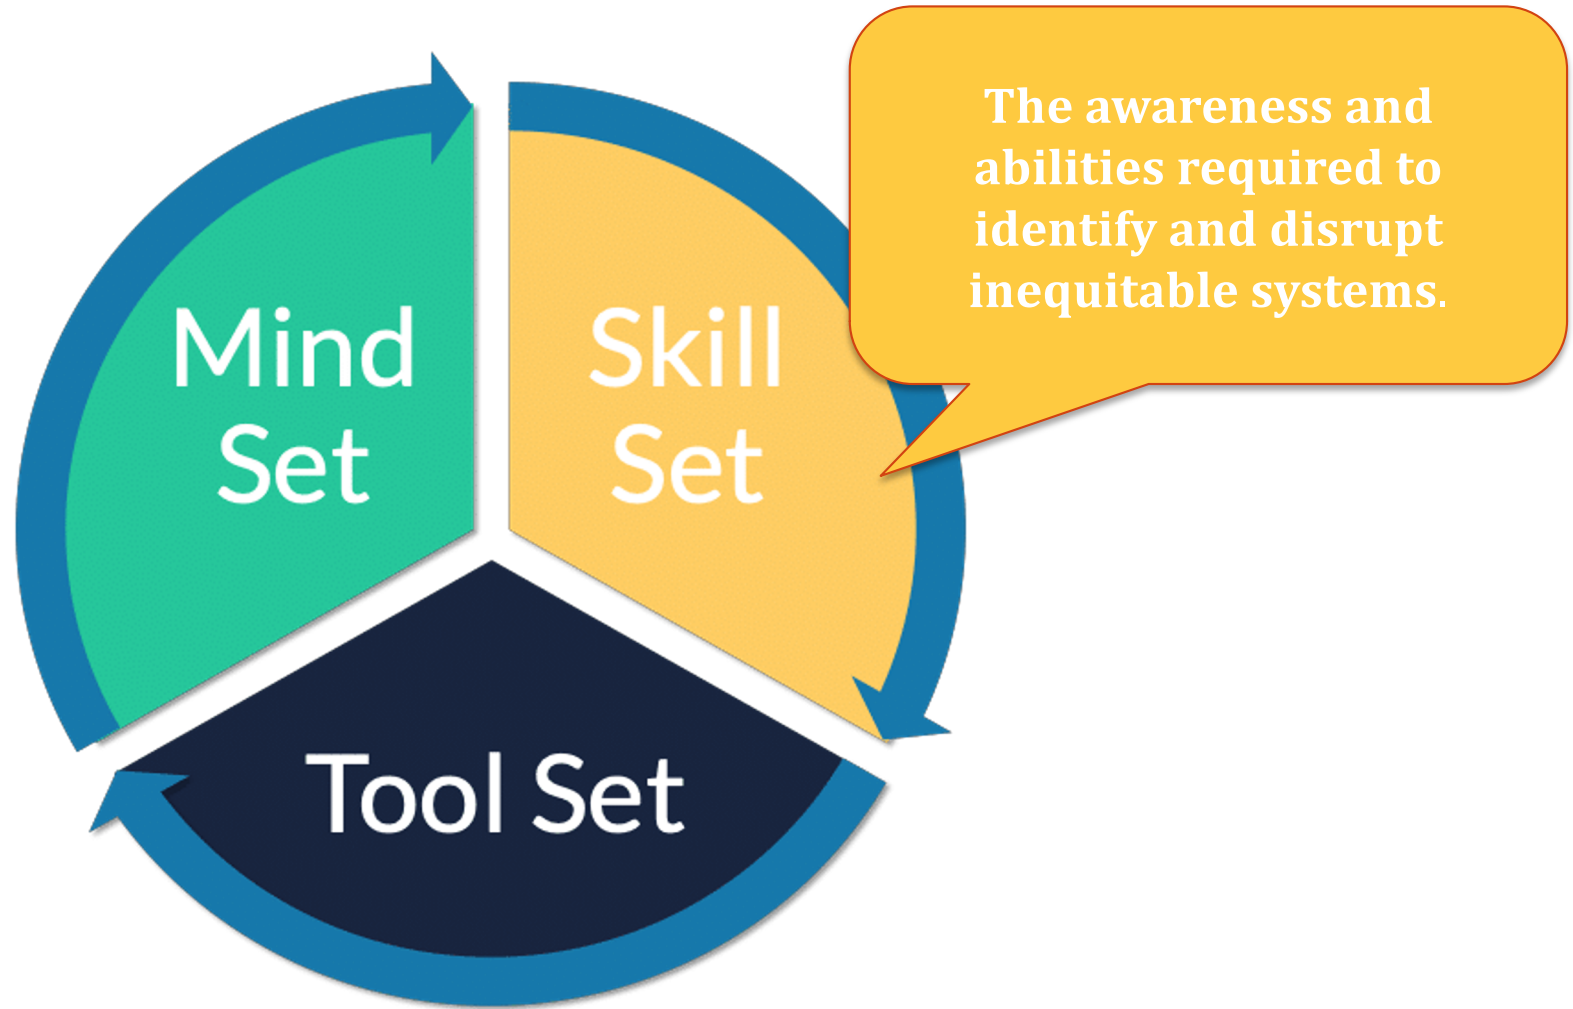 Mind
Set
Skill
Set
Tool Set
The awareness and
abilities required to
identify and disrupt
inequitable systems.